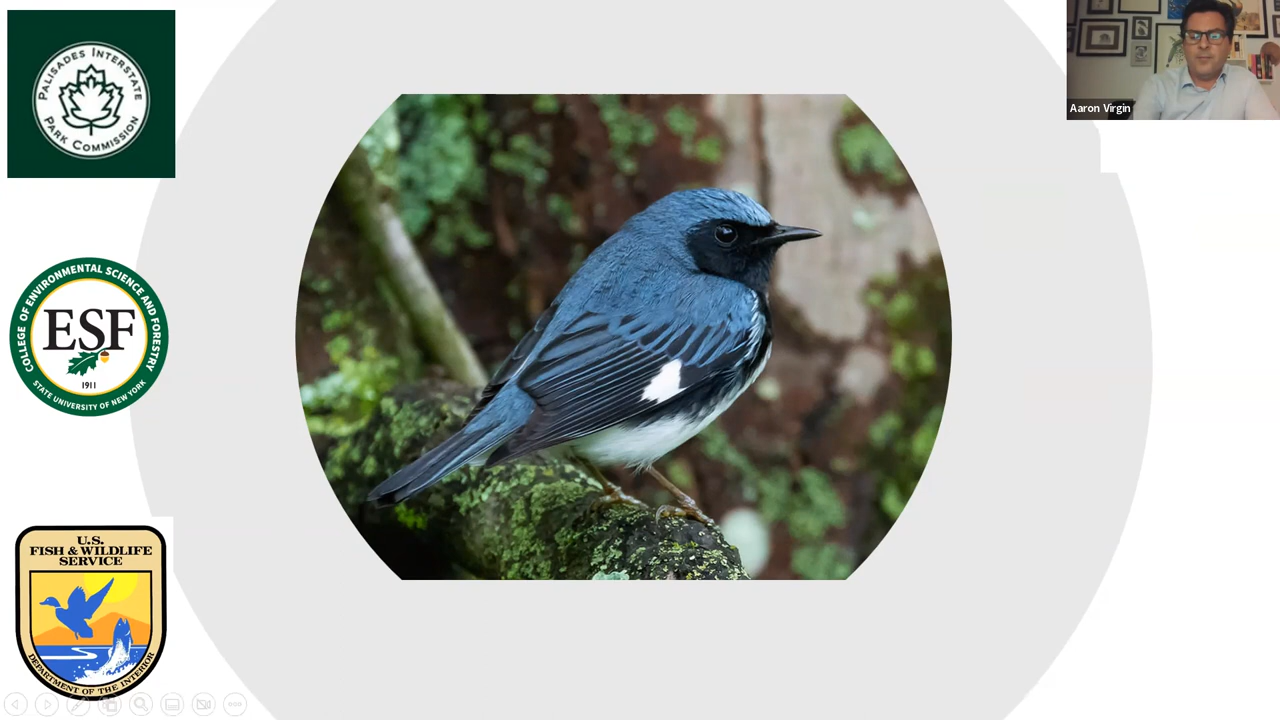 PALISADES INTERSTATE
PARK COMMISSION
COLLEGE OF ENVIRONMENTAL SCIENCE AND FORESTRY
ESF
1911
STATE UNIVERSITY OF NEW YORK
U.S.
FISH & WILDLIFE
SERVICE
DEPARTMENT OF THE INTERIOR
Aaron Virgin